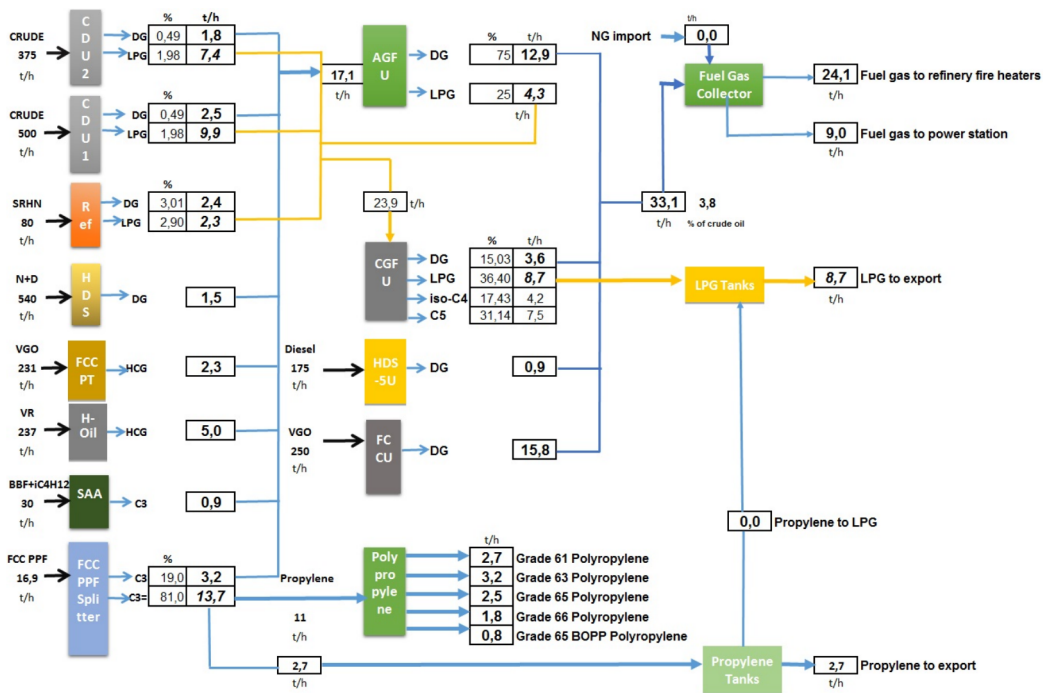 CRUDE
375
t/h
C
D
U
2
% t/h
DG 0,49 1,8
LPG 1,98 7,4
CRUDE
500
t/h
C
D
U
1
% t/h
DG 0,49 2,5
LPG 1,98 9,9
SRHN
80
t/h
R
ef
%
DG 3,01 2,4
LPG 2,90 2,3
N+D
540
t/h
H
D
S
DG 1,5
VGO
231
t/h
FCC
PT
HCG 2,3
VR
237
t/h
H-
Oil
HCG 5,0
BBF+iC4H12
30
t/h
SAA
C3 0,9
FCC PPF
16,9
t/h
FCC
PPF
Spli
tter
%
C3 19,0 3,2
C3= 81,0 13,7
17,1
t/h
AGF
U
% t/h
DG 75 12,9
LPG 25 4,3
t/h
23,9 t/h
CGF
U
% t/h
DG 15,03 3,6
LPG 36,40 8,7
iso-C4 17,43 4,2
C5 31,14 7,5
Diesel
175
t/h
HDS
-5U
DG 0,9
VGO
250
t/h
FC
CU
DG 15,8
Propylene
11
t/h
Poly
propylene
t/h
2,7 Grade 61 Polypropylene
3,2 Grade 63 Polypropylene
2,5 Grade 65 Polypropylene
1,8 Grade 66 Polypropylene
0,8 Grade 65 BOPP Polypropylene
2,7
t/h
t/h
NG import 0,0
Fuel Gas
Collector
24,1 Fuel gas to refinery fire heaters
t/h
9,0 Fuel gas to power station
t/h
33,1 3,8
t/h % of crude oil
LPG Tanks
8,7 LPG to export
t/h
0,0 Propylene to LPG
Propylene
Tanks
2,7 Propylene to export
t/h